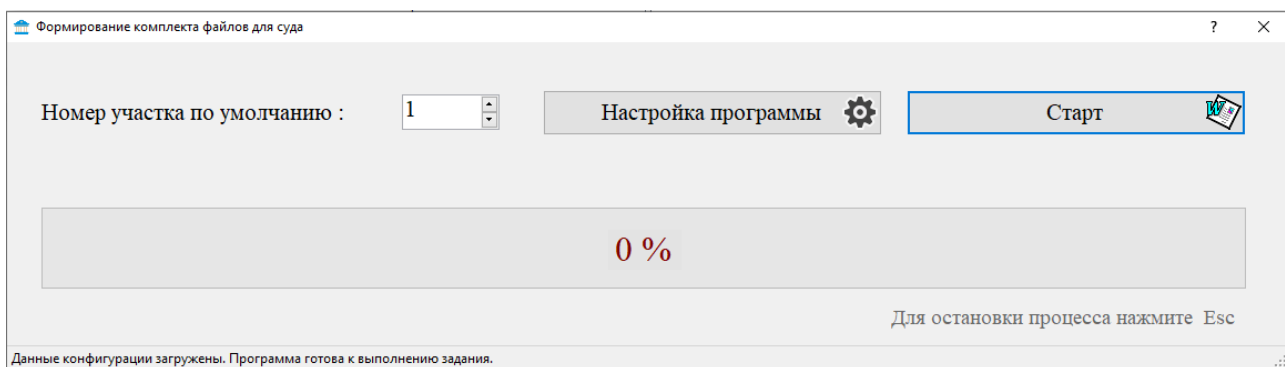 Формирование комплекта файлов для суда
Номер участка по умолчанию : 1 Настройка программы Старт
0 %
Для остановки процесса нажмите Esc
Данные конфигурации загружены. Программа готова к выполнению задания.